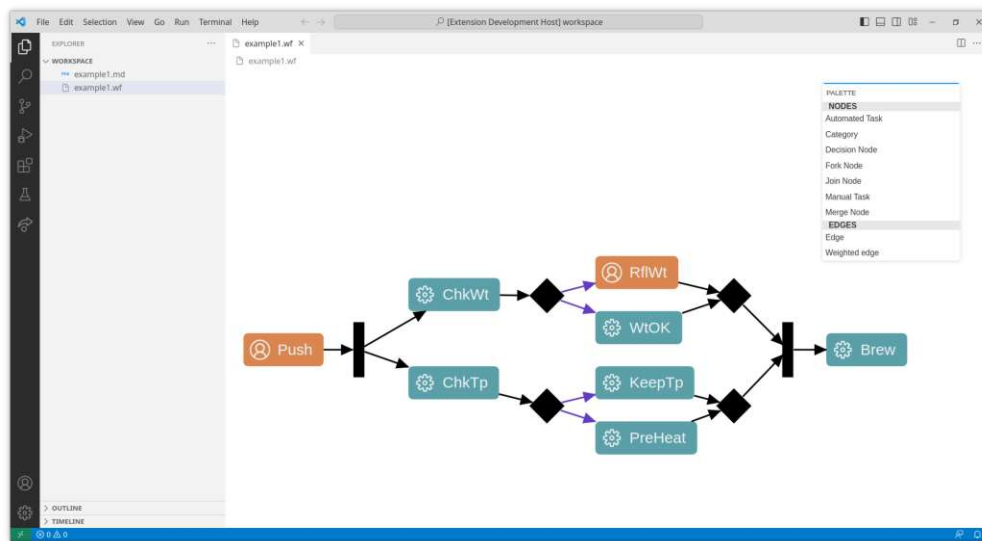 File Edit Selection View Go Run Terminal Help
[Extension Development Host] workspace
EXPLORER
example1.wf
WORKSPACE
example1.wf
example1.md
example1.wf
PALETTE
NODES
Automated Task
Category
Decision Node
Fork Node
Join Node
Manual Task
Merge Node
EDGES
Edge
Weighted edge
RflWt
ChkWt
WtOK
Push
Brew
ChkTp
KeepTp
PreHeat
OUTLINE
TIMELINE
0 0